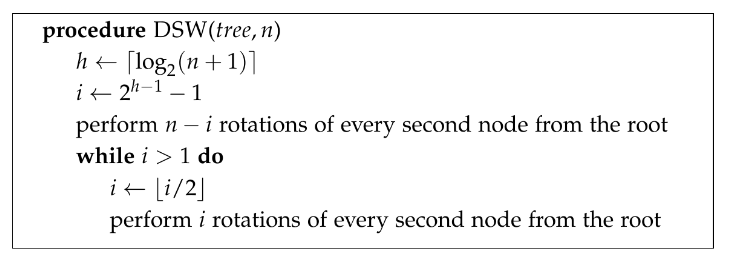 procedure DSW(tree, n)
h ← ⌈log₂(n + 1)⌉
i ← 2^{h−1} − 1
perform n − i rotations of every second node from the root
while i > 1 do
i ← ⌊i/2⌋
perform i rotations of every second node from the root